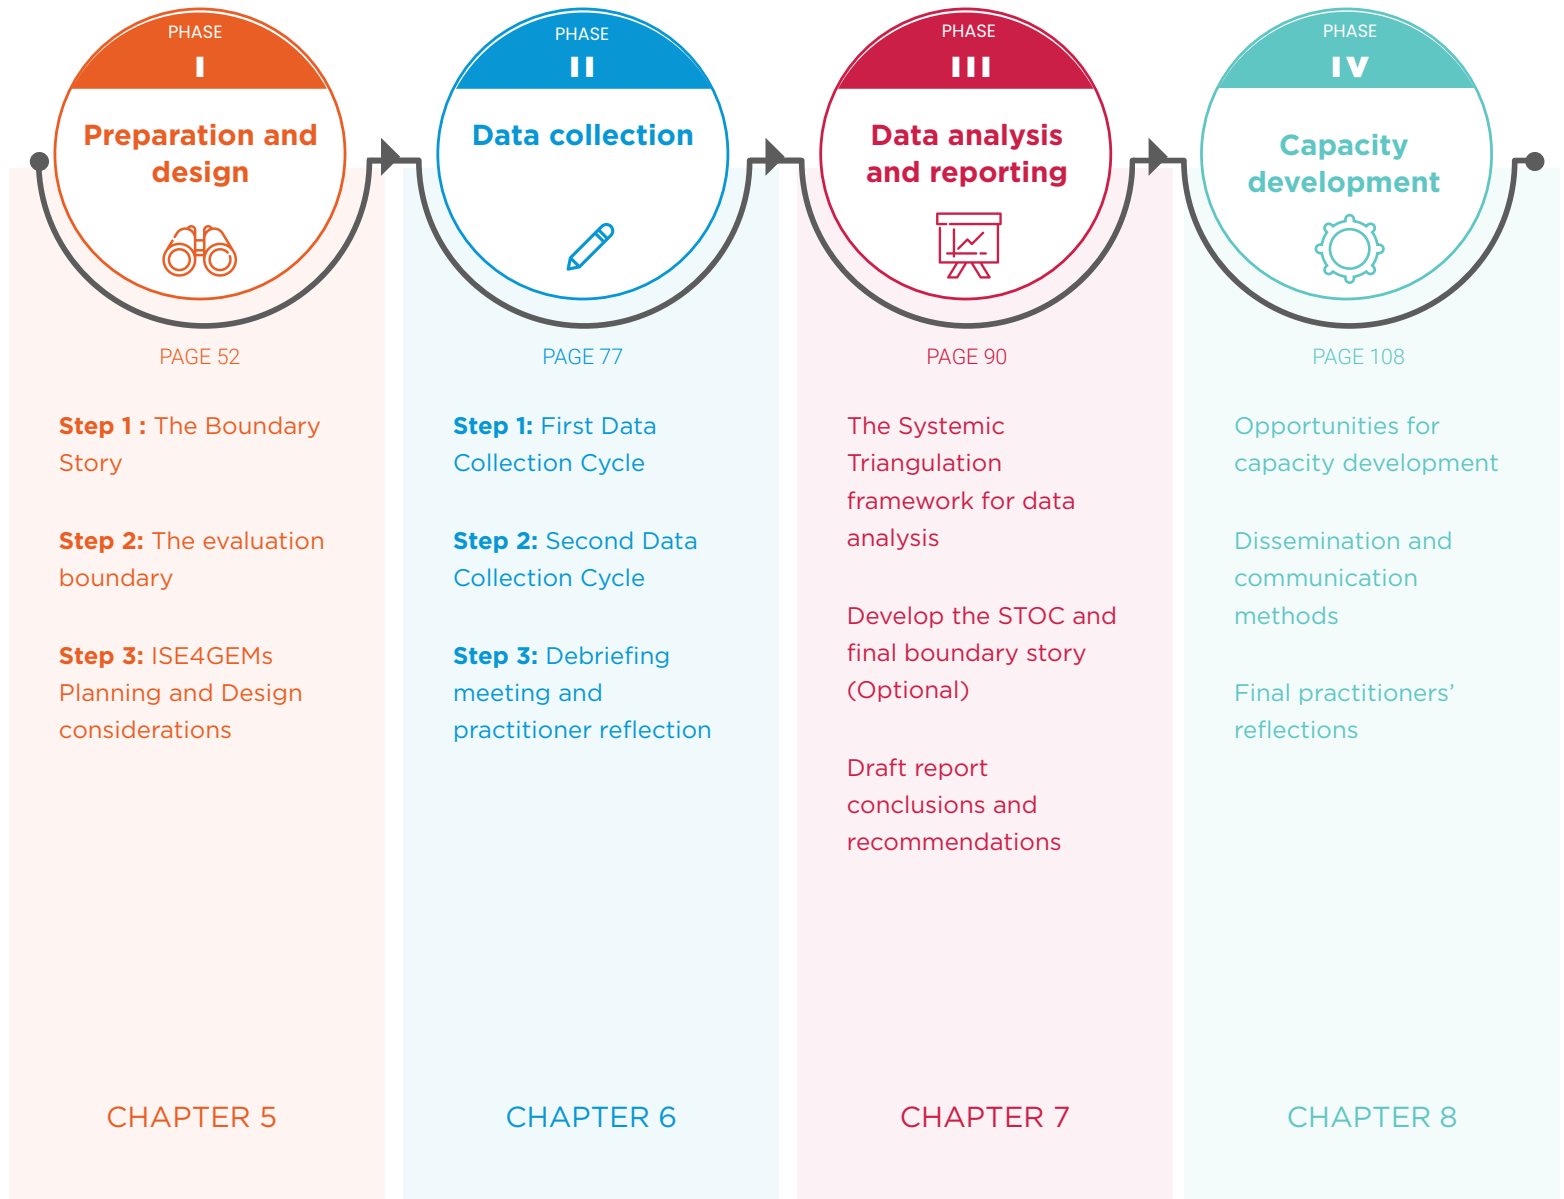 PHASE
I
Preparation and
design
PAGE 52
Step 1 : The Boundary
Story
Step 2: The evaluation
boundary
Step 3: ISE4GEMs
Planning and Design
considerations
CHAPTER 5
PHASE
II
Data collection
PAGE 77
Step 1: First Data
Collection Cycle
Step 2: Second Data
Collection Cycle
Step 3: Debriefing
meeting and
practitioner reflection
CHAPTER 6
PHASE
III
Data analysis
and reporting
PAGE 90
The Systemic
Triangulation
framework for data
analysis
Develop the STOC and
final boundary story
(Optional)
Draft report
conclusions and
recommendations
CHAPTER 7
PHASE
IV
Capacity
development
PAGE 108
Opportunities for
capacity development
Dissemination and
communication
methods
Final practitioners’
reflections
CHAPTER 8